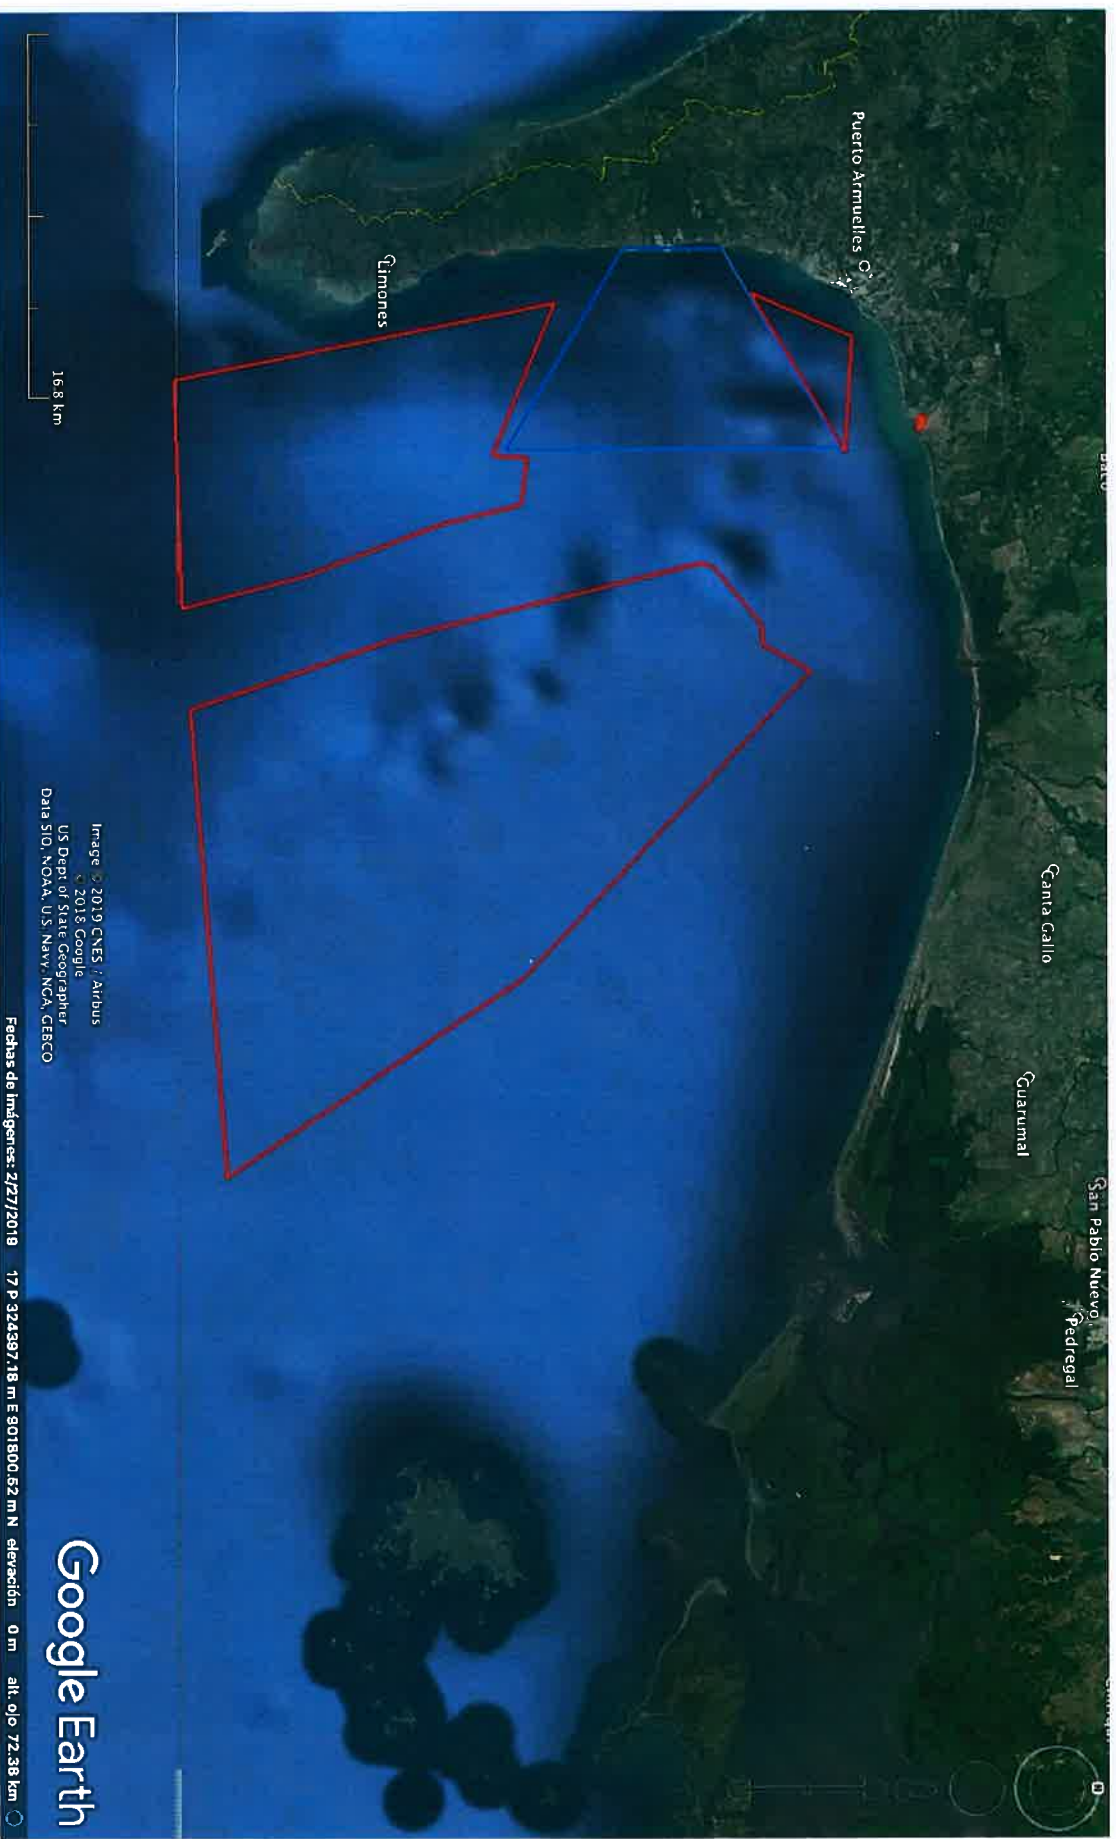 Puerto Armuelles
Limones
Canta Gallo
Guarumal
San Pablo Nuevo
Pedregal
16.8 km
Image © 2019 CNES / Airbus
© 2018 Google
US Dept of State Geographer
Data SIO, NOAA, U.S. Navy, NGA, GEBCO
Google Earth
Fechas de imágenes: 2/27/2019 17 P 324397.18 m E 901800.52 m N elevación 0 m alt. ojo 72.38 km
N